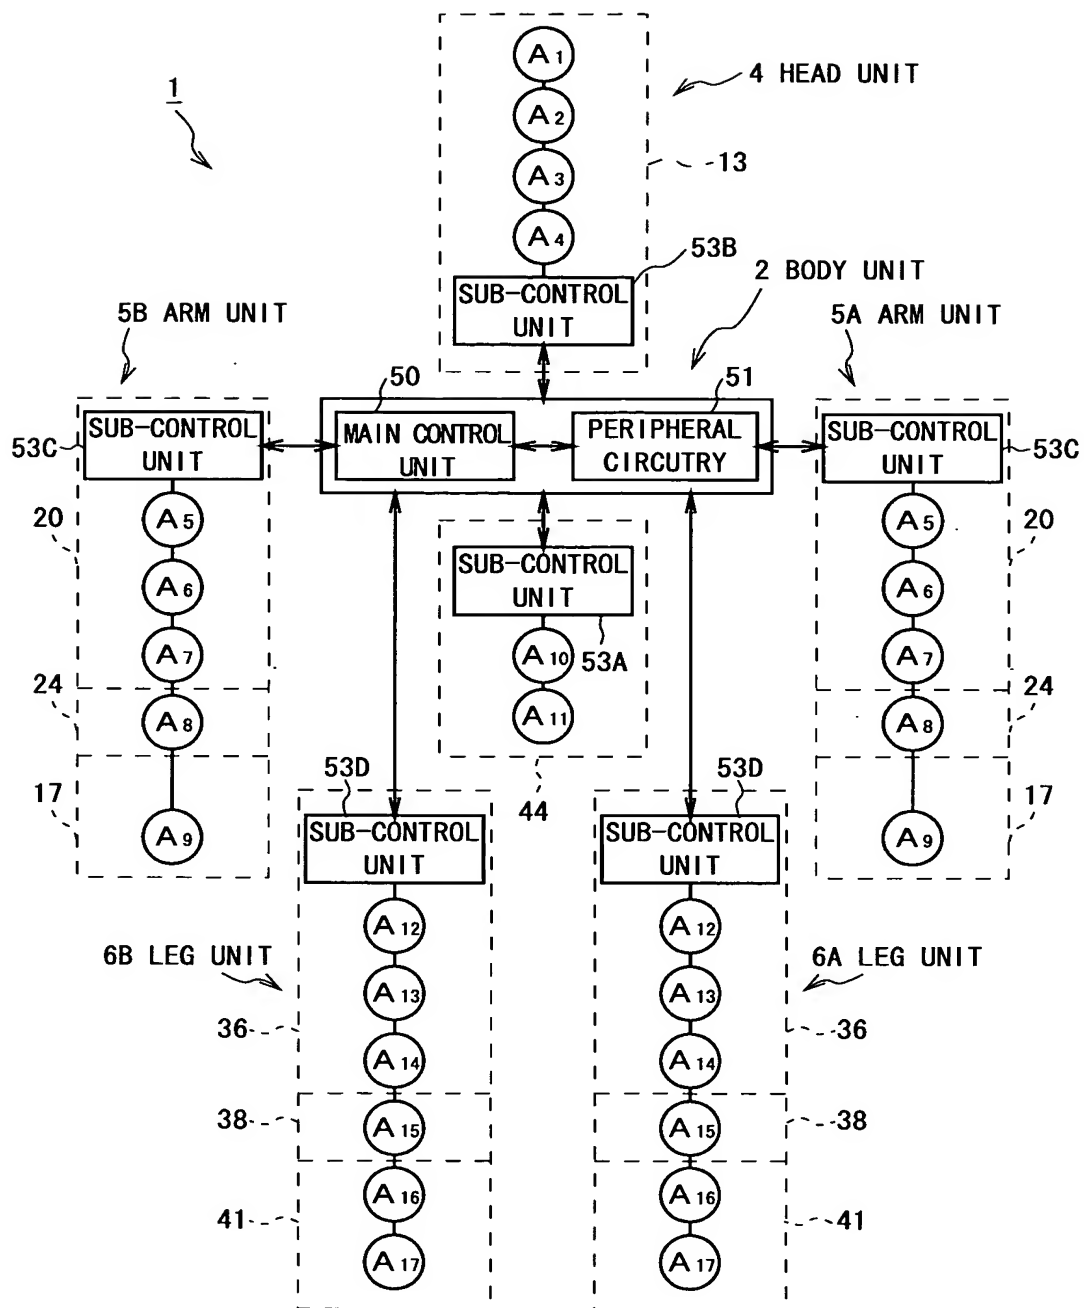 1
A1
A2
A3
A4
4 HEAD UNIT
13
53B
SUB-CONTROL
UNIT
2 BODY UNIT
5B ARM UNIT
5A ARM UNIT
50
51
MAIN CONTROL
UNIT
PERIPHERAL
CIRCUTRY
53C
SUB-CONTROL
UNIT
SUB-CONTROL
UNIT
53C
20
A5
A6
A7
24
A8
17
A9
SUB-CONTROL
UNIT
53A
A10
A11
44
A5
20
A6
A7
24
A8
17
A9
53D
SUB-CONTROL
UNIT
53D
SUB-CONTROL
UNIT
6B LEG UNIT
A12
A13
36
A14
38
A15
A16
41
A17
6A LEG UNIT
A12
A13
36
A14
A15
38
A16
41
A17